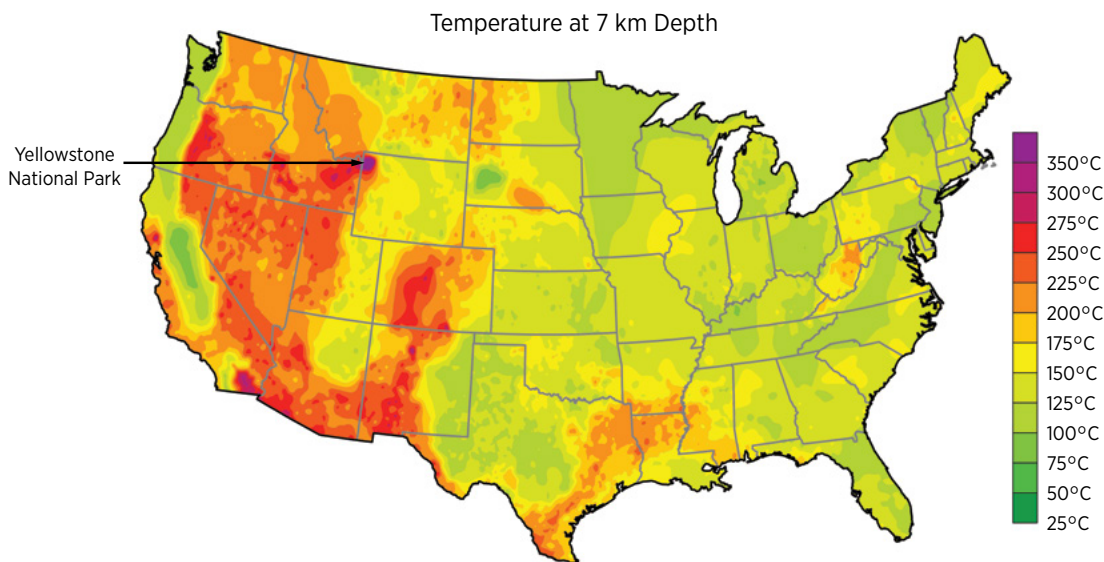 Temperature at 7 km Depth
Yellowstone
National Park
350°C
300°C
275°C
250°C
225°C
200°C
175°C
150°C
125°C
100°C
75°C
50°C
25°C